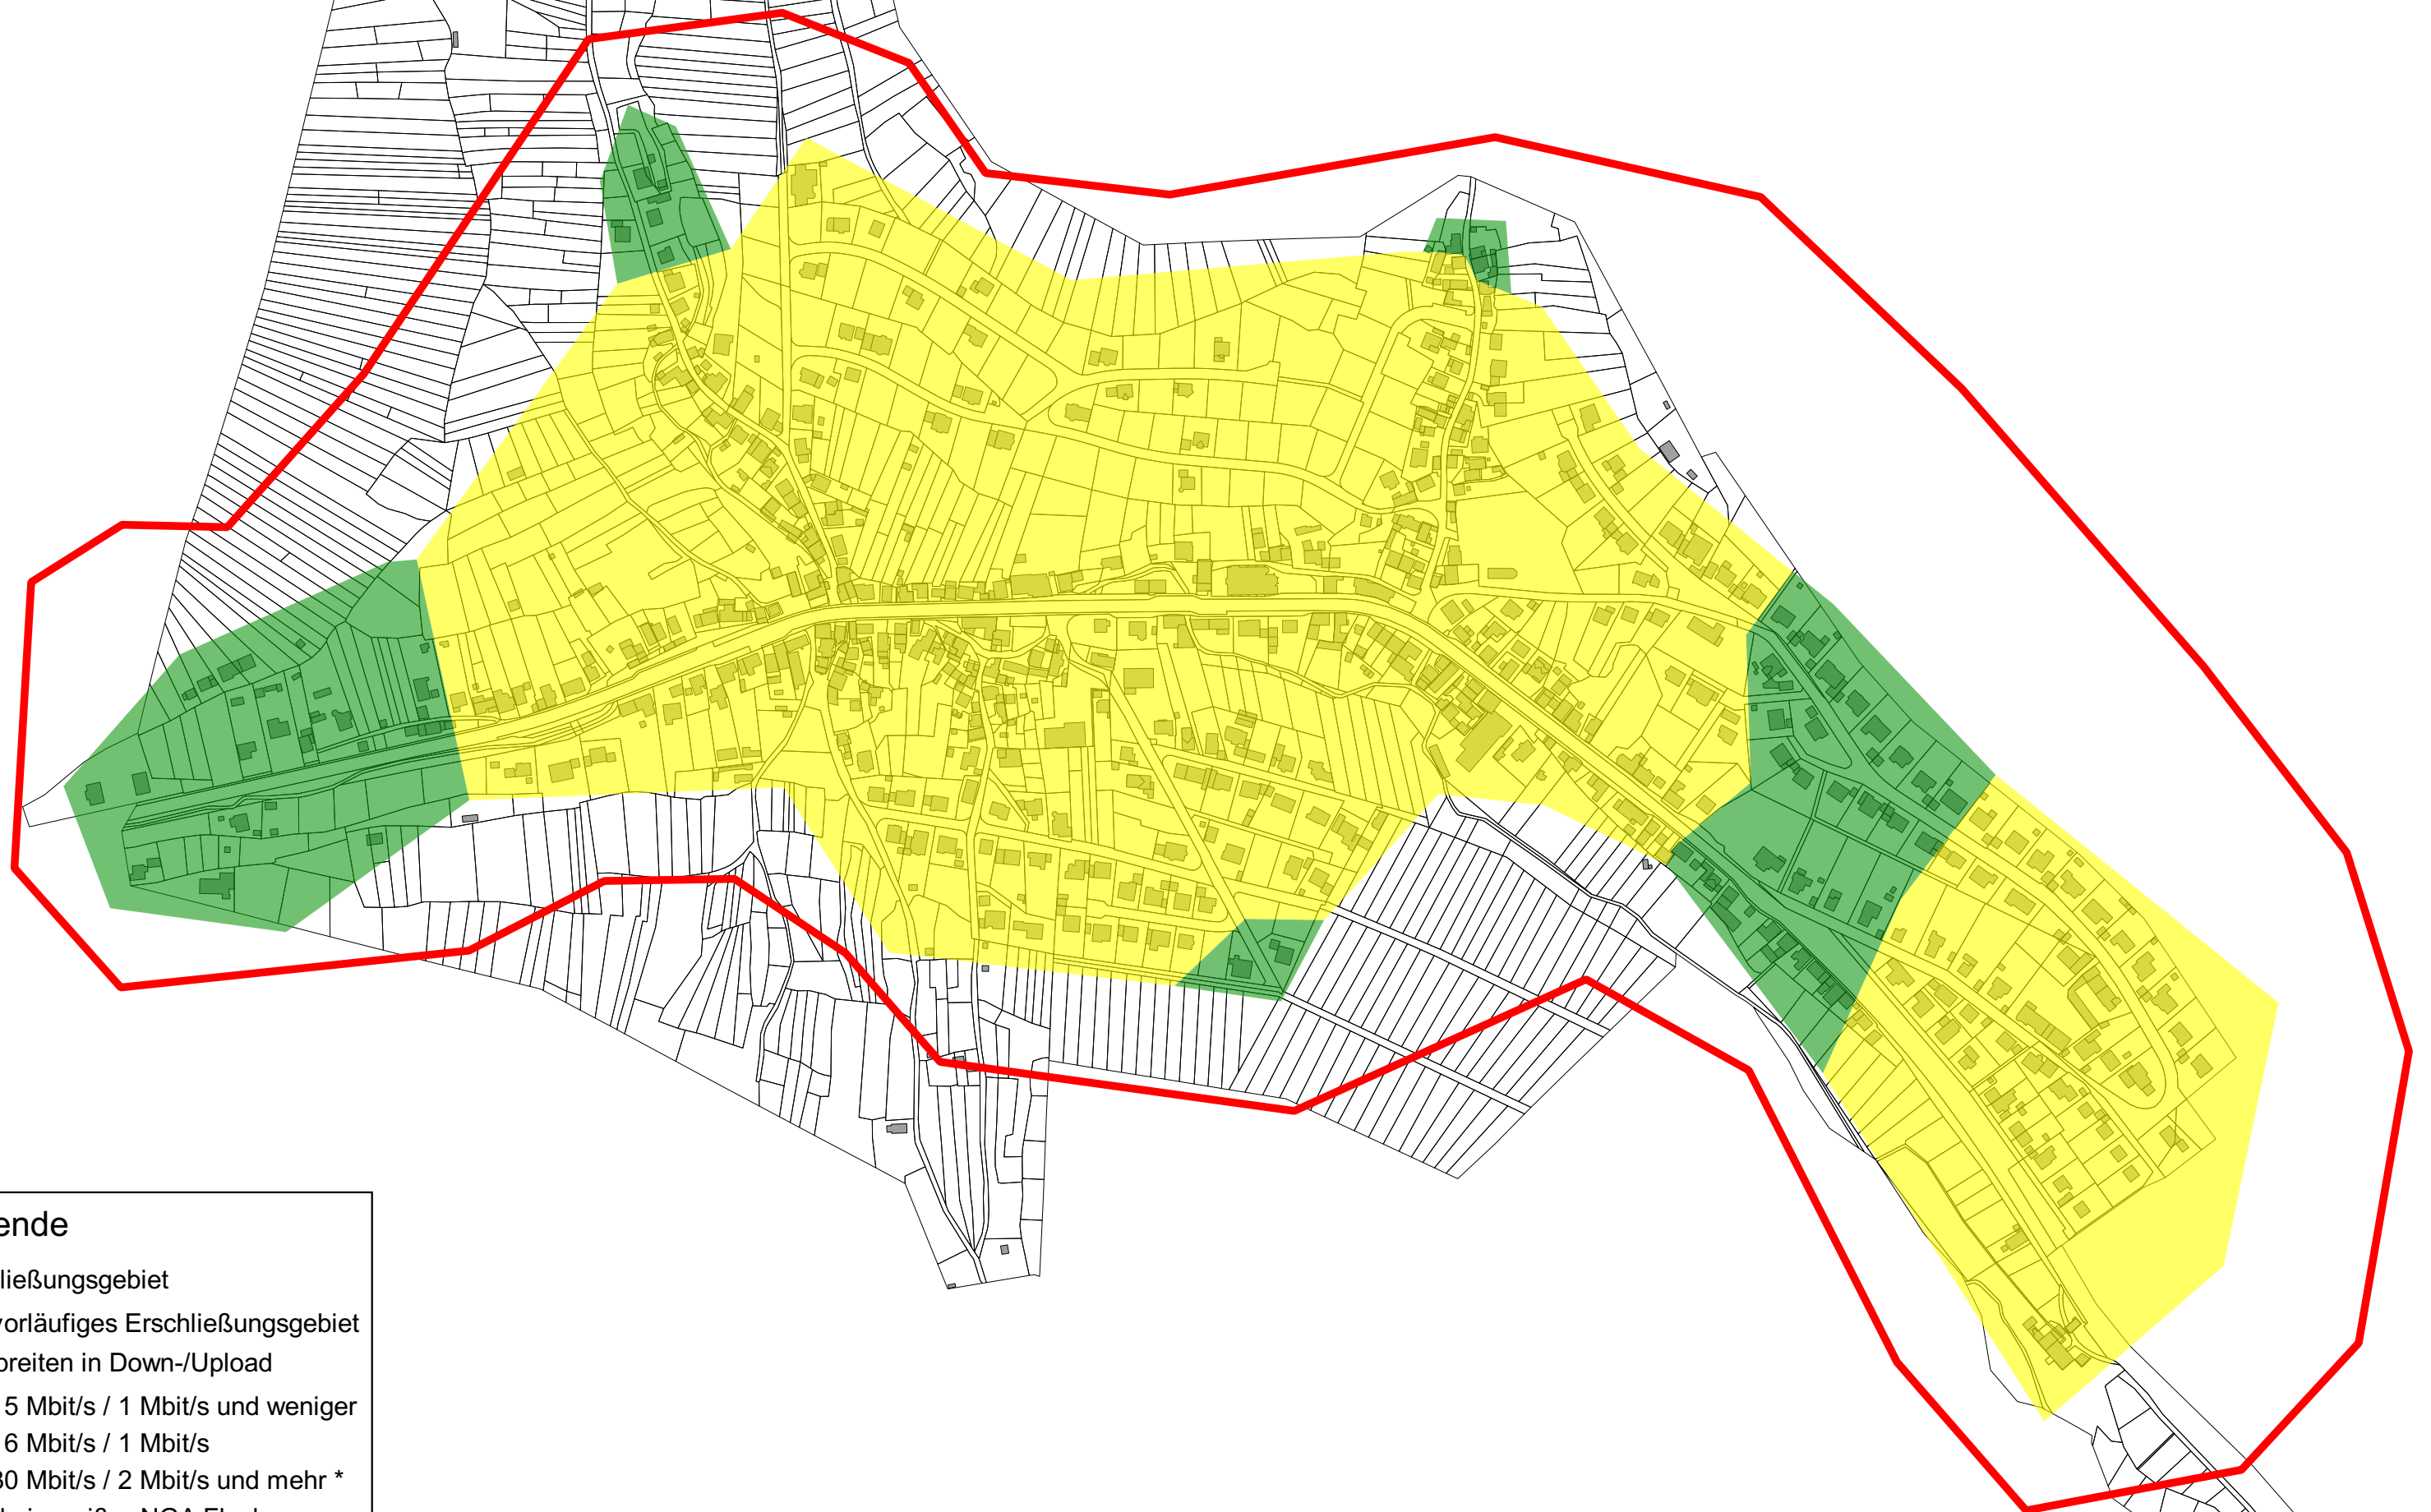 ende
ließungsgebiet
vorläufiges Erschließungsgebiet
breiten in Down-/Upload
5 Mbit/s / 1 Mbit/s und weniger
6 Mbit/s / 1 Mbit/s
30 Mbit/s / 2 Mbit/s und mehr *